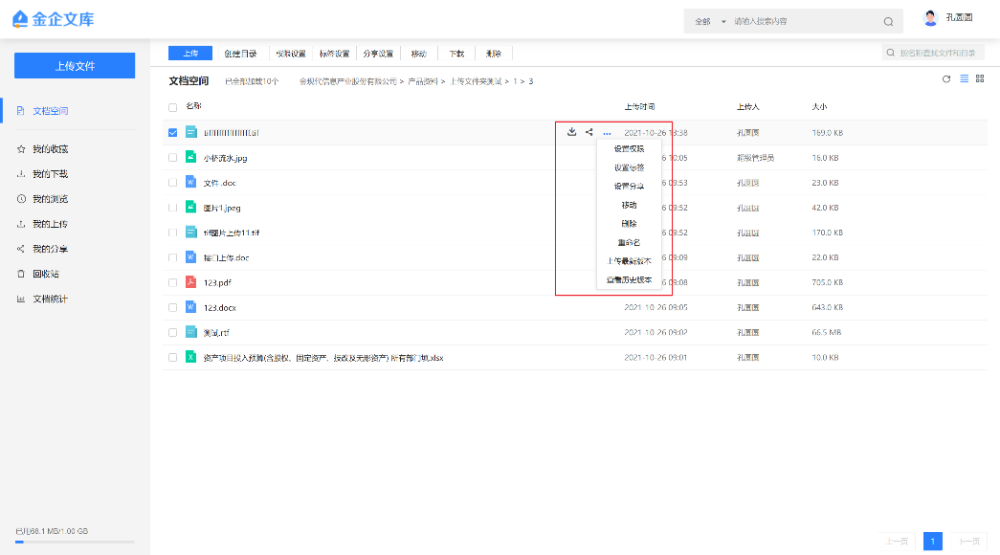 金企文库
全部 请输入搜索内容
孔圆圆
上传文件
文档空间
我的收藏
我的下载
我的浏览
我的上传
我的分享
回收站
文档统计
已用68.1 MB/1.00 GB
上传 创建目录 权限设置 标签设置 分享设置 移动 下载 删除
按名称查找文件和目录
文档空间 已全部加载10个 金现代信息产业股份有限公司 > 产品资料 > 上传文件夹测试 > 1 > 3
名称 上传时间 上传人 大小
2021-10-26 13:38 孔圆圆 169.0 KB
小桥流水.jpg 6 10:05 超级管理员 16.0 KB
文件 .doc 6 09:53 孔圆圆 23.0 KB
图片1.jpeg 6 09:52 孔圆圆 42.0 KB
tif图片上传11.tif 6 09:52 孔圆圆 170.0 KB
接口上传.doc 6 09:09 孔圆圆 22.0 KB
123.pdf 6 09:08 孔圆圆 705.0 KB
123.docx 2021-10-26 09:05 孔圆圆 643.0 KB
测试.rtf 2021-10-26 09:02 孔圆圆 66.5 MB
资产项目投入预算(含股权、固定资产、技改及无形资产) 所有部门填.xlsx 2021-10-26 09:01 孔圆圆 10.0 KB
设置权限
设置标签
设置分享
移动
删除
重命名
上传最新版本
查看历史版本
上一页 1 下一页